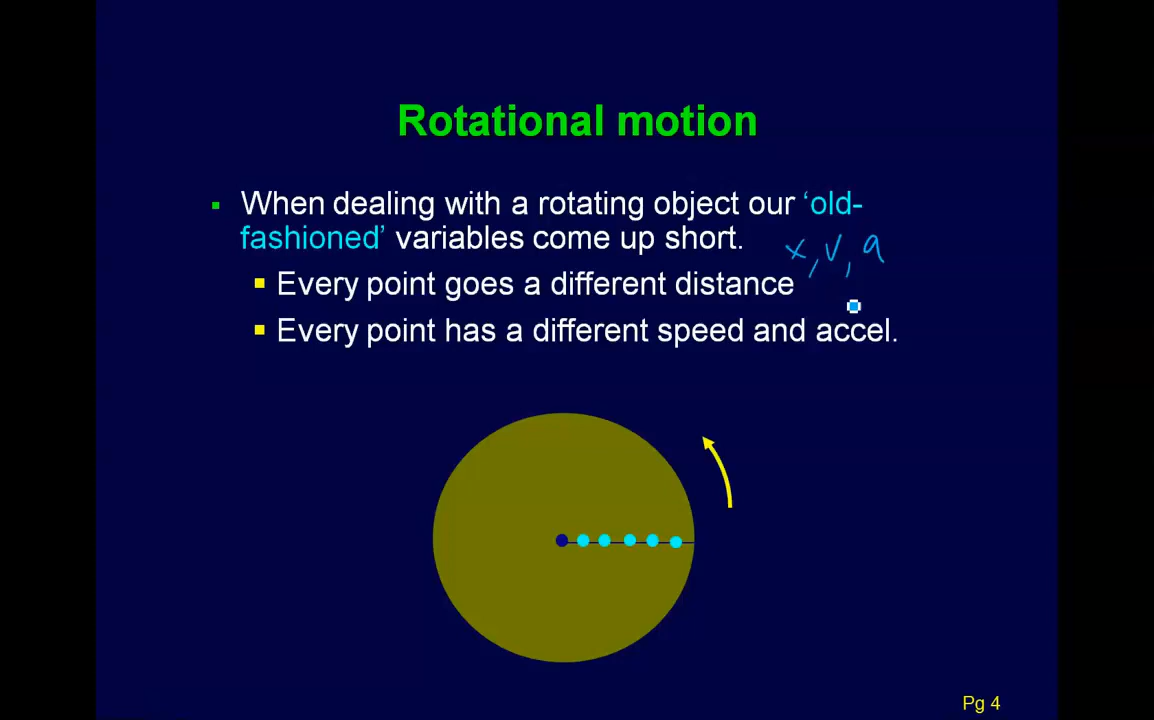 Rotational motion
When dealing with a rotating object our ‘old-
fashioned’ variables come up short.
x, v, a
Every point goes a different distance
Every point has a different speed and accel.
Pg 4